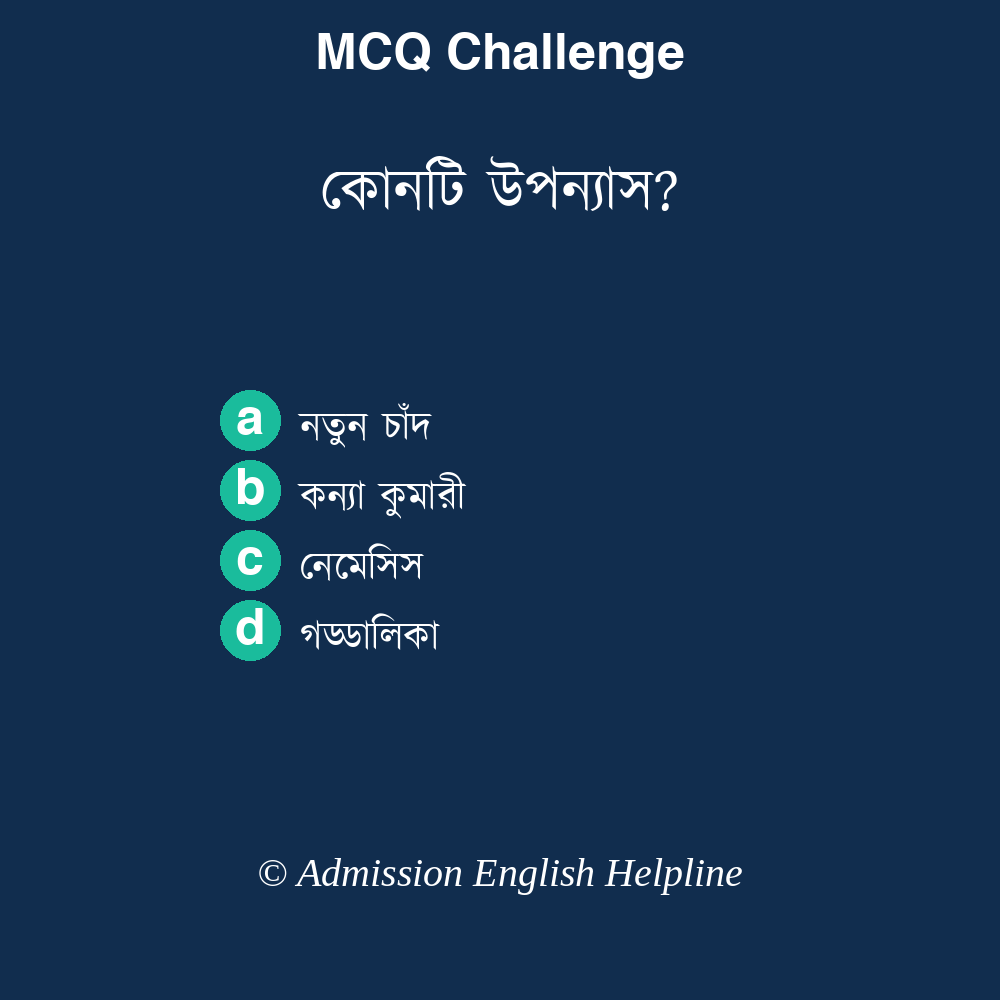 MCQ Challenge
কোনটি উপন্যাস?
a নতুন চাঁদ
b কন্যা কুমারী
c নেমেসিস
d গড্ডালিকা
© Admission English Helpline